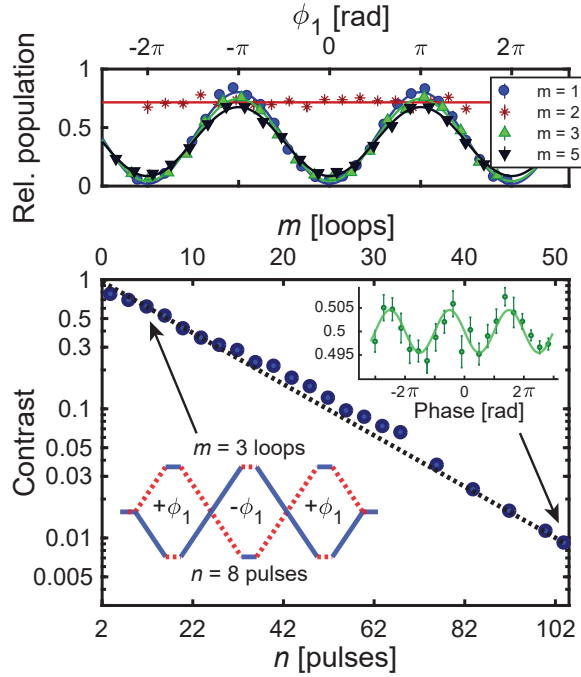 ϕ1 [rad]
-2π -π 0 π 2π
Rel. population
1
0.5
0
m = 1
m = 2
m = 3
m = 5
m [loops]
0 10 20 30 40 50
Contrast
1
0.5
0.3
0.1
0.05
0.03
0.01
0.005
0.505
0.5
0.495
-2π 0 2π
Phase [rad]
m = 3 loops
+ϕ1 -ϕ1 +ϕ1
n = 8 pulses
2 22 42 62 82 102
n [pulses]